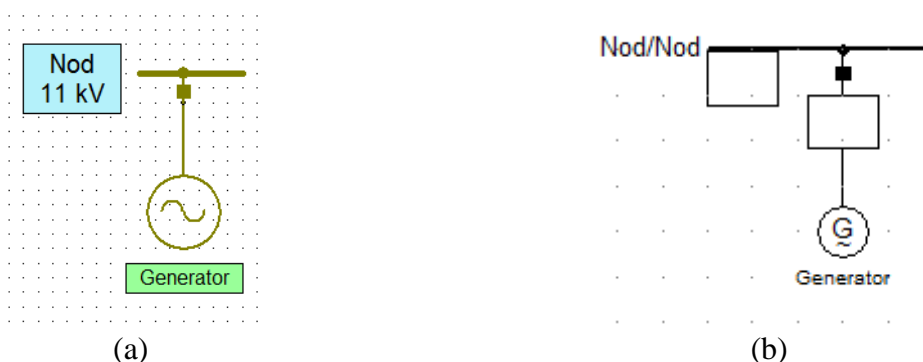 Nod
11 kV
Generator
(a)
Nod/Nod
G
Generator
(b)